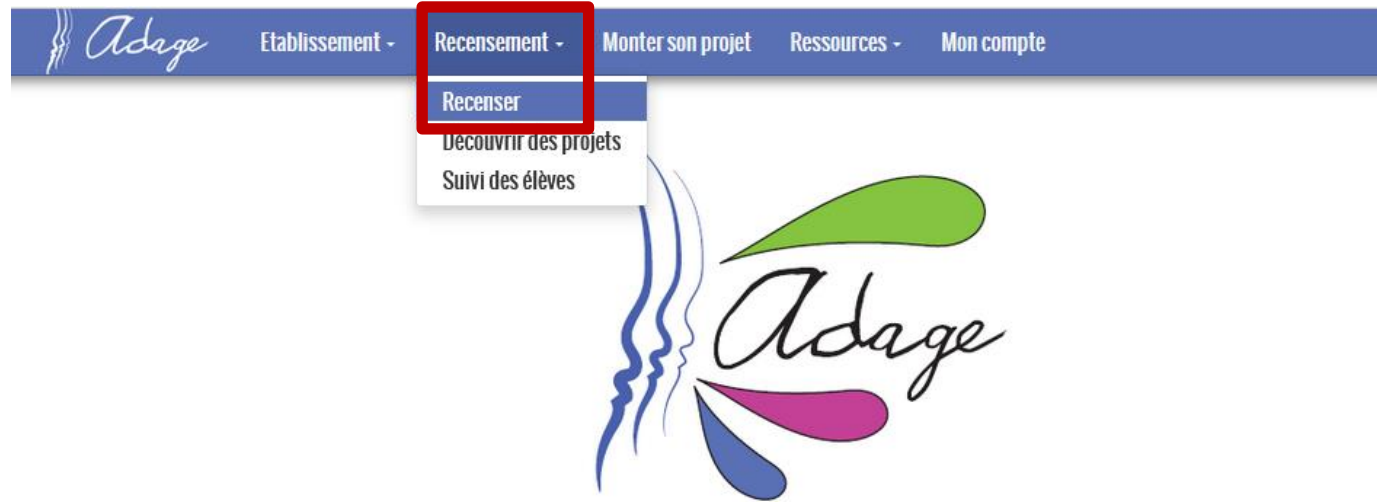 Adage Etablissement - Recensement - Monter son projet Ressources - Mon compte
Recenser
Découvrir des projets
Suivi des élèves
Adage